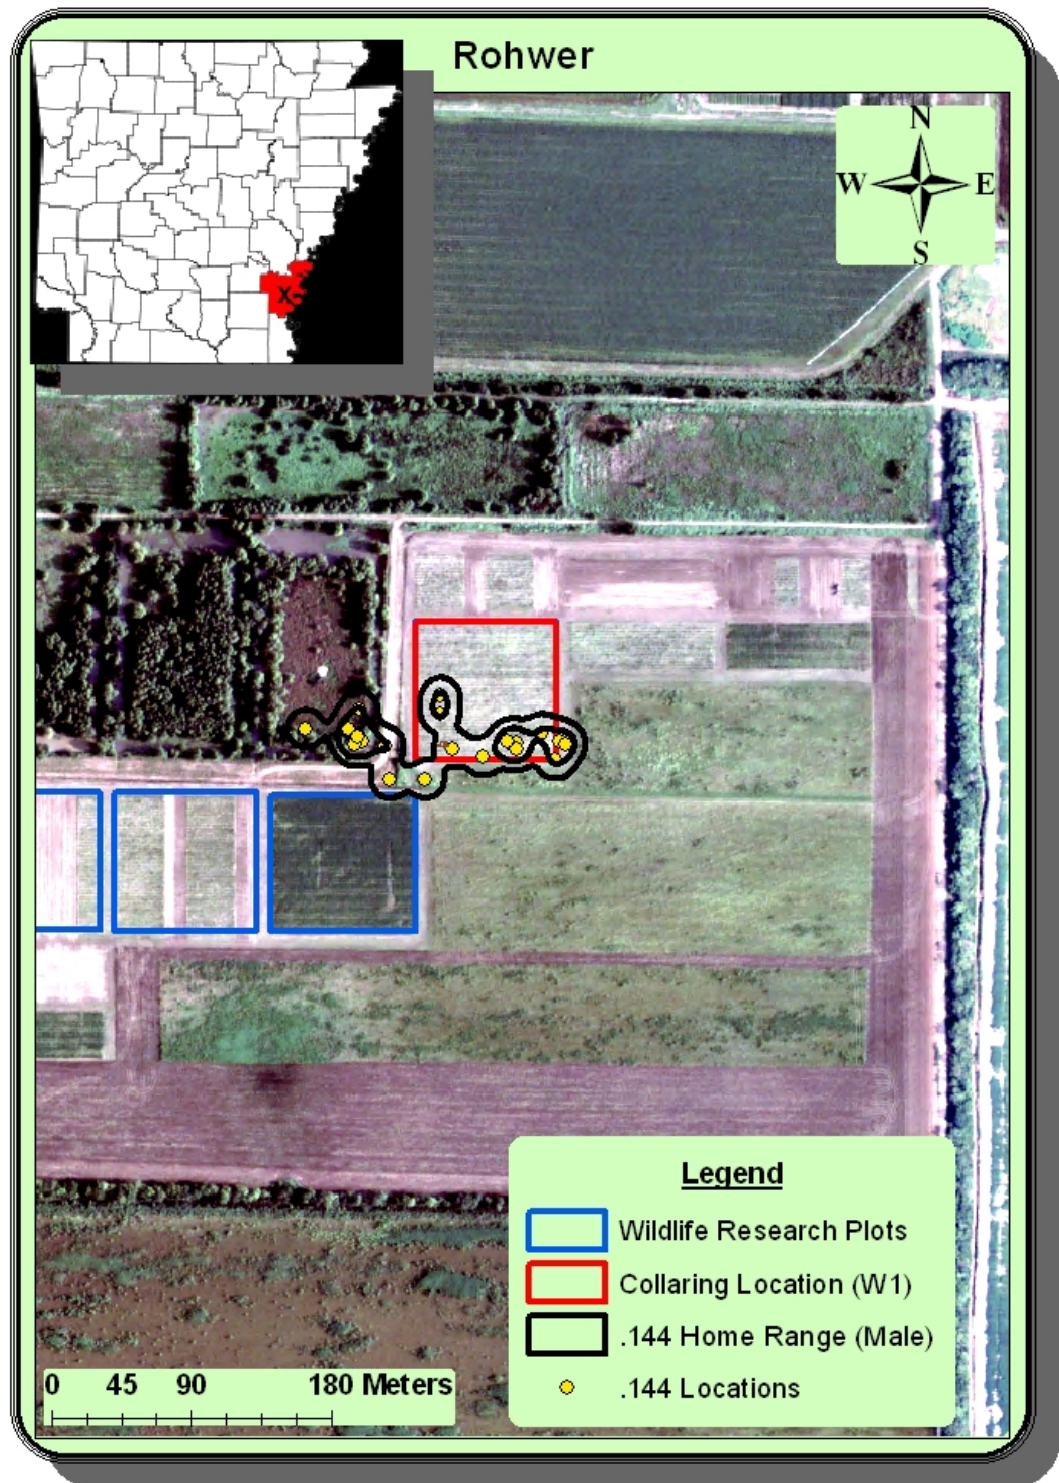 Rohwer
N
W E
S
X
Legend
Wildlife Research Plots
Collaring Location (W1)
.144 Home Range (Male)
.144 Locations
0 45 90 180 Meters